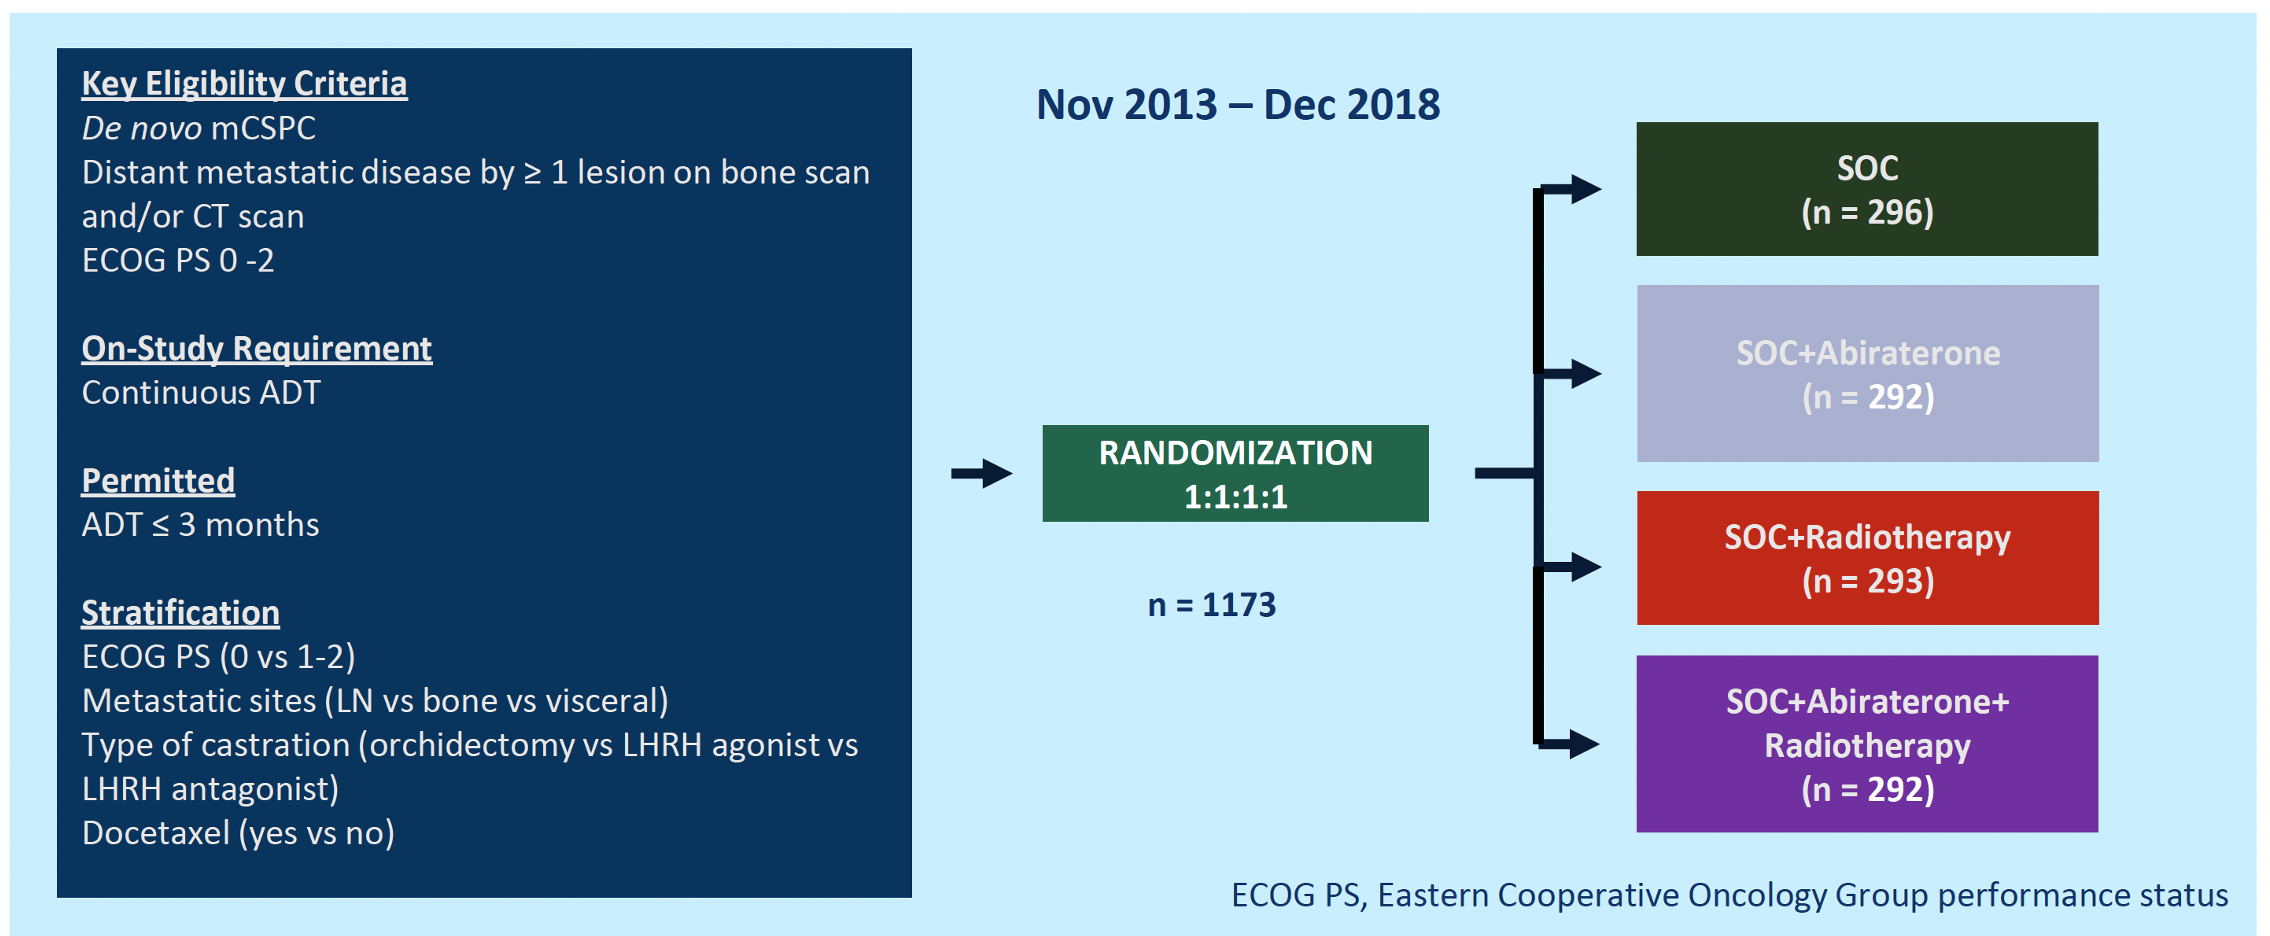 Key Eligibility Criteria
De novo mCSPC
Distant metastatic disease by ≥ 1 lesion on bone scan
and/or CT scan
ECOG PS 0 -2
On-Study Requirement
Continuous ADT
Permitted
ADT ≤ 3 months
Stratification
ECOG PS (0 vs 1-2)
Metastatic sites (LN vs bone vs visceral)
Type of castration (orchidectomy vs LHRH agonist vs
LHRH antagonist)
Docetaxel (yes vs no)
Nov 2013 – Dec 2018
RANDOMIZATION
1:1:1:1
n = 1173
SOC
(n = 296)
SOC+Abiraterone
(n = 292)
SOC+Radiotherapy
(n = 293)
SOC+Abiraterone+
Radiotherapy
(n = 292)
ECOG PS, Eastern Cooperative Oncology Group performance status